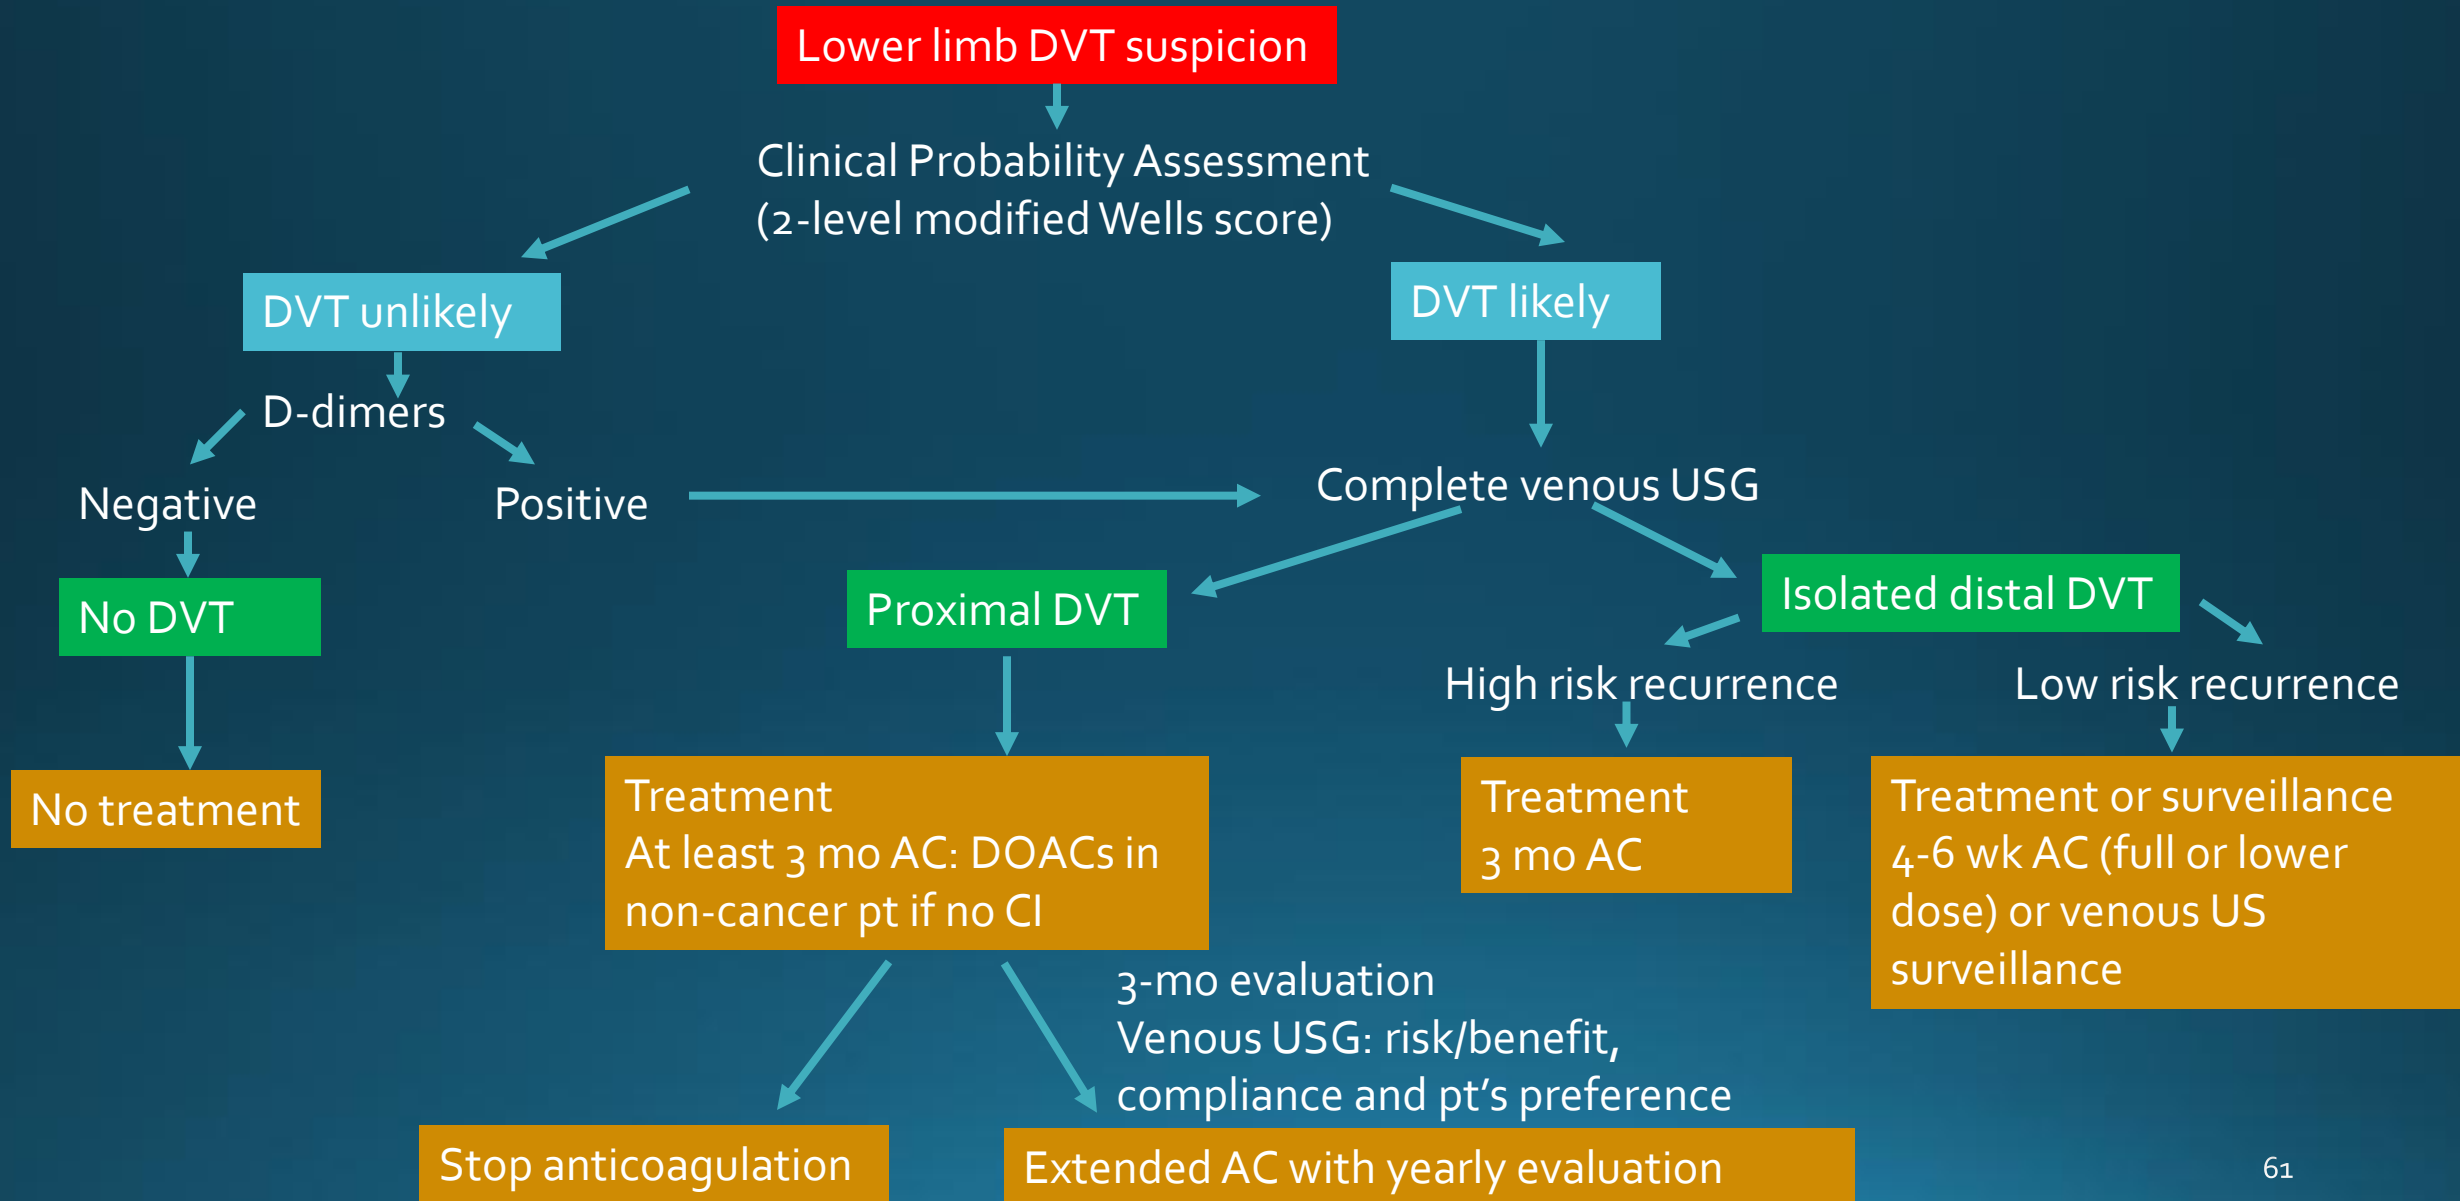 Lower limb DVT suspicion
Clinical Probability Assessment
(2-level modified Wells score)
DVT unlikely
DVT likely
D-dimers
Negative
Positive
Complete venous USG
No DVT
Proximal DVT
Isolated distal DVT
High risk recurrence
Low risk recurrence
No treatment
Treatment
At least 3 mo AC: DOACs in
non-cancer pt if no CI
Treatment
3 mo AC
Treatment or surveillance
4-6 wk AC (full or lower
dose) or venous US
surveillance
3-mo evaluation
Venous USG: risk/benefit,
compliance and pt’s preference
Stop anticoagulation
Extended AC with yearly evaluation
61